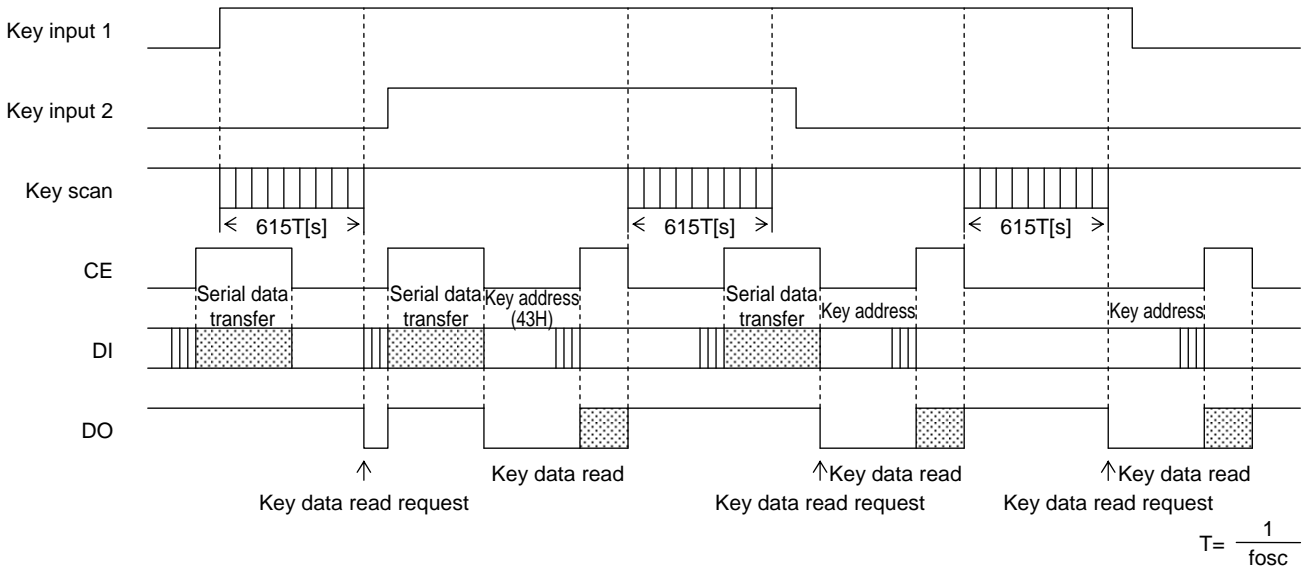 Key input 1
Key input 2
Key scan
615T[s] 615T[s] 615T[s]
CE
Serial data transfer
Serial data transfer
Key address
(43H)
Serial data transfer
Key address
Key address
DI
DO
Key data read Key data read Key data read
Key data read request Key data read request Key data read request
T= 1
fosc